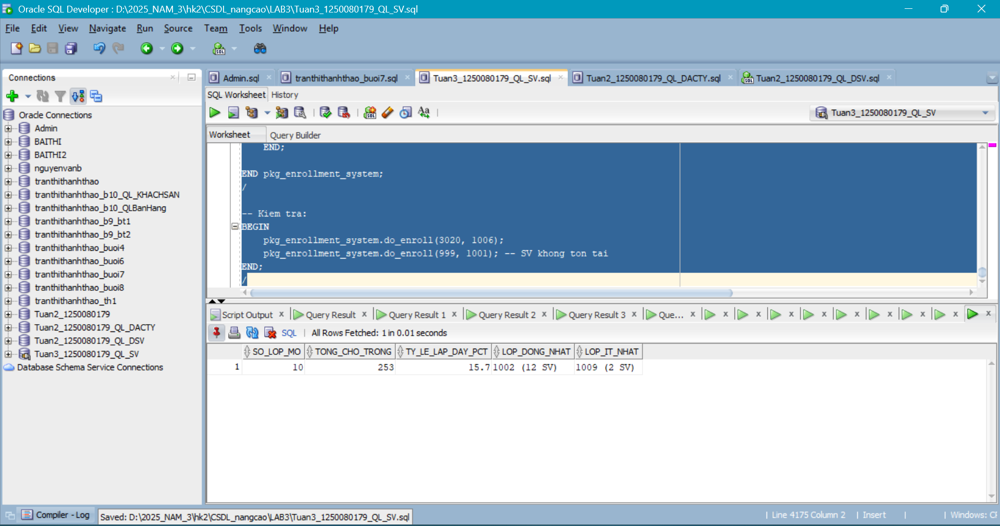 Oracle SQL Developer : D:\2025_NAM_3\hk2\CSDL_nangcao\LAB3\Tuan3_1250080179_QL_SV.sql
File Edit View Navigate Run Source Team Tools Window Help
Connections
Oracle Connections
Admin
BAITHI
BAITHI2
nguyenvanb
tranthithanhthao
tranthithanhthao_b10_QL_KHACHSAN
tranthithanhthao_b10_QLBanHang
tranthithanhthao_b9_bt1
tranthithanhthao_b9_bt2
tranthithanhthao_buoi4
tranthithanhthao_buoi6
tranthithanhthao_buoi7
tranthithanhthao_buoi8
tranthithanhthao_th1
Tuan2_1250080179
Tuan2_1250080179_QL_DACTY
Tuan2_1250080179_QL_DSV
Tuan3_1250080179_QL_SV
Database Schema Service Connections
Admin.sql tranthithanhthao_buoi7.sql Tuan3_1250080179_QL_SV.sql Tuan2_1250080179_QL_DACTY.sql Tuan2_1250080179_QL_DSV.sql
SQL Worksheet History
Tuan3_1250080179_QL_SV
Worksheet Query Builder
END;
END pkg_enrollment_system;
/
-- Kiem tra:
BEGIN
pkg_enrollment_system.do_enroll(3020, 1006);
pkg_enrollment_system.do_enroll(999, 1001); -- SV khong ton tai
END;
/
Script Output Query Result Query Result 1 Query Result 2 Query Result 3 Que...
SQL All Rows Fetched: 1 in 0.01 seconds
SO_LOP_MO TONG_CHO_TRONG TY_LE_LAP_DAY_PCT LOP_DONG_NHAT LOP_IT_NHAT
1 10 253 15.7 1002 (12 SV) 1009 (2 SV)
Compiler - Log
Saved: D:\2025_NAM_3\hk2\CSDL_nangcao\LAB3\Tuan3_1250080179_QL_SV.sql
Line 4175 Column 2 Insert Windows: